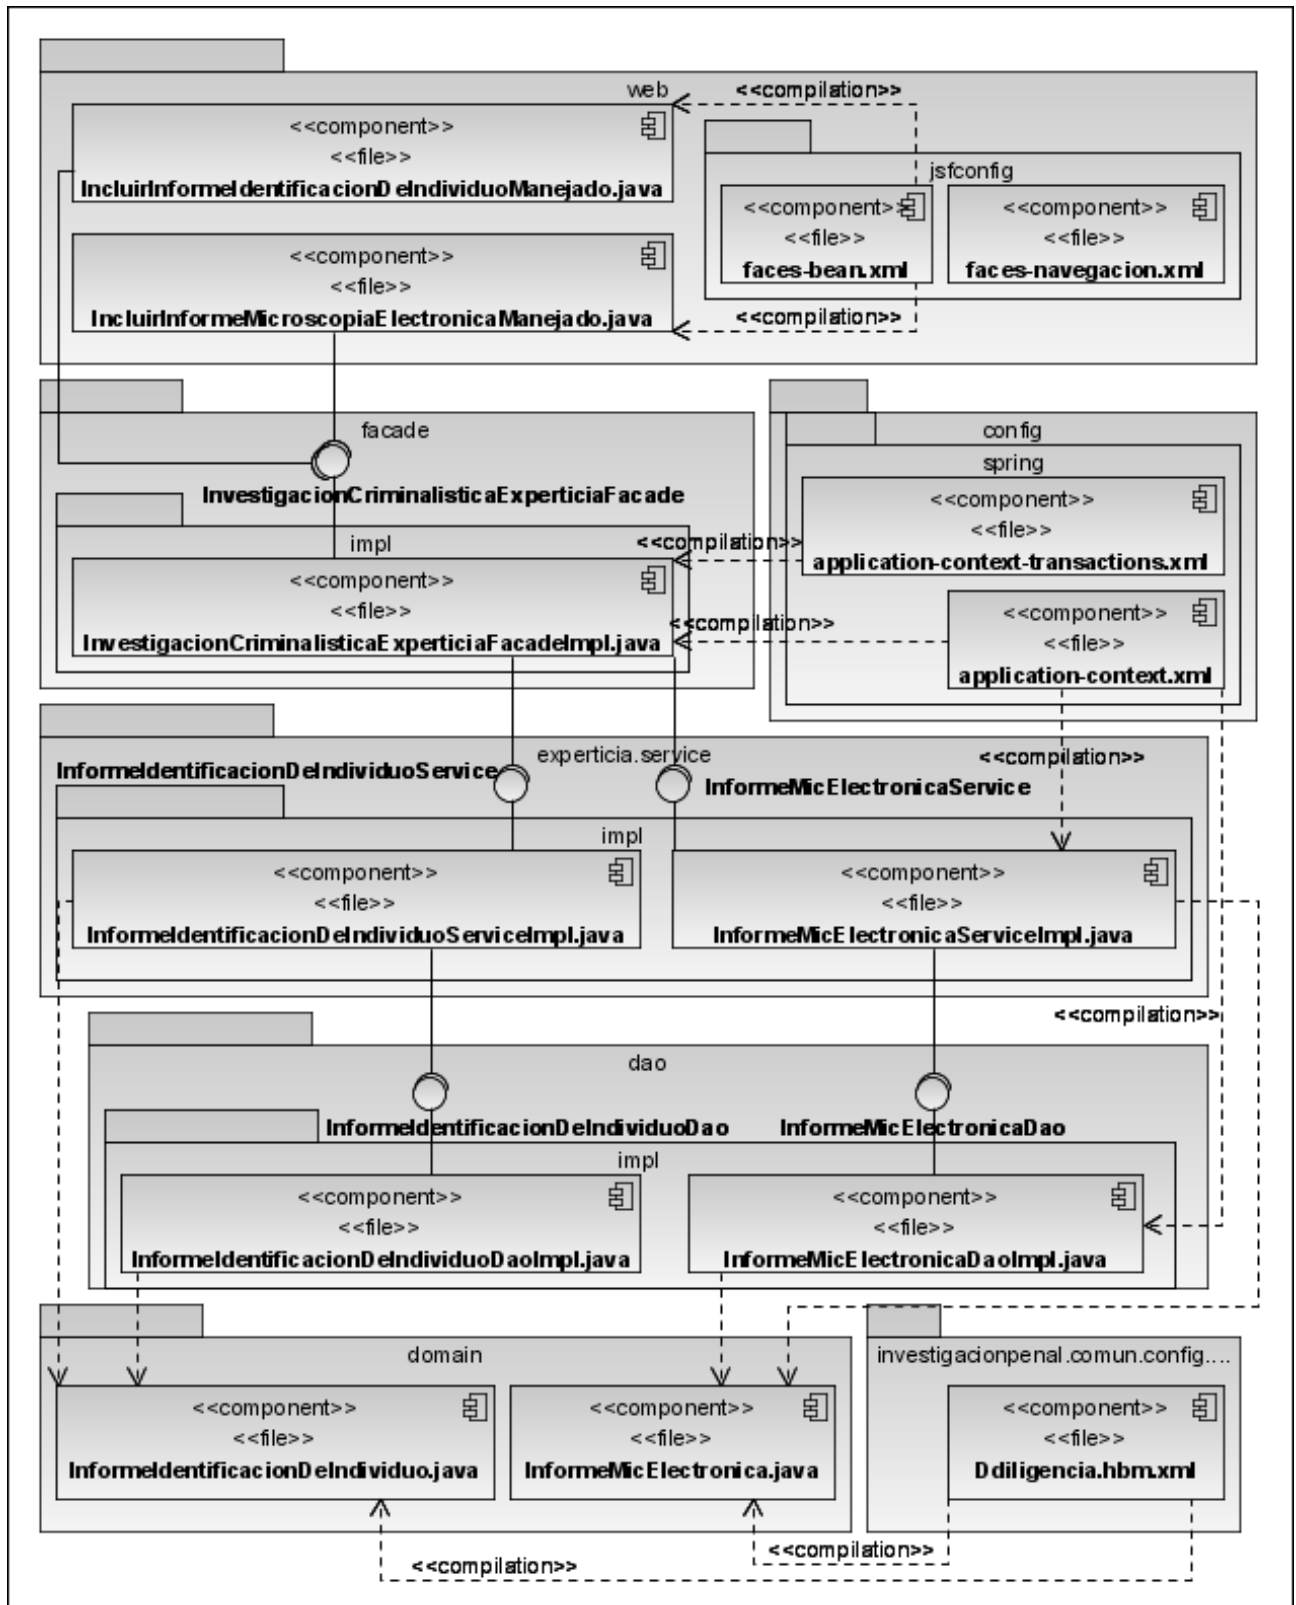 web
<<compilation>>
<<component>>
<<file>>
IncluirInformeIdentificacionDeIndividuoManejado.java
jsfconfig
<<component>>
<<file>>
faces-bean.xml
<<component>>
<<file>>
faces-navegacion.xml
<<component>>
<<file>>
IncluirInformeMicroscopiaElectronicaManejado.java
<<compilation>>
facade
InvestigacionCriminalisticaExperticiaFacade
impl
<<component>>
<<file>>
InvestigacionCriminalisticaExperticiaFacadeImpl.java
config
spring
<<component>>
<<file>>
application-context-transactions.xml
<<compilation>>
<<component>>
<<file>>
application-context.xml
<<compilation>>
experticia.service
<<compilation>>
InformeIdentificacionDeIndividuoService
InformeMicElectronicaService
impl
<<component>>
<<file>>
InformeIdentificacionDeIndividuoServiceImpl.java
<<component>>
<<file>>
InformeMicElectronicaServiceImpl.java
<<compilation>>
dao
InformeIdentificacionDeIndividuoDao
InformeMicElectronicaDao
impl
<<component>>
<<file>>
InformeIdentificacionDeIndividuoDaoImpl.java
<<component>>
<<file>>
InformeMicElectronicaDaoImpl.java
domain
<<component>>
<<file>>
InformeIdentificacionDeIndividuo.java
<<component>>
<<file>>
InformeMicElectronica.java
investigacionpenal.comun.config....
<<component>>
<<file>>
Ddiligencia.hbm.xml
<<compilation>>
<<compilation>>